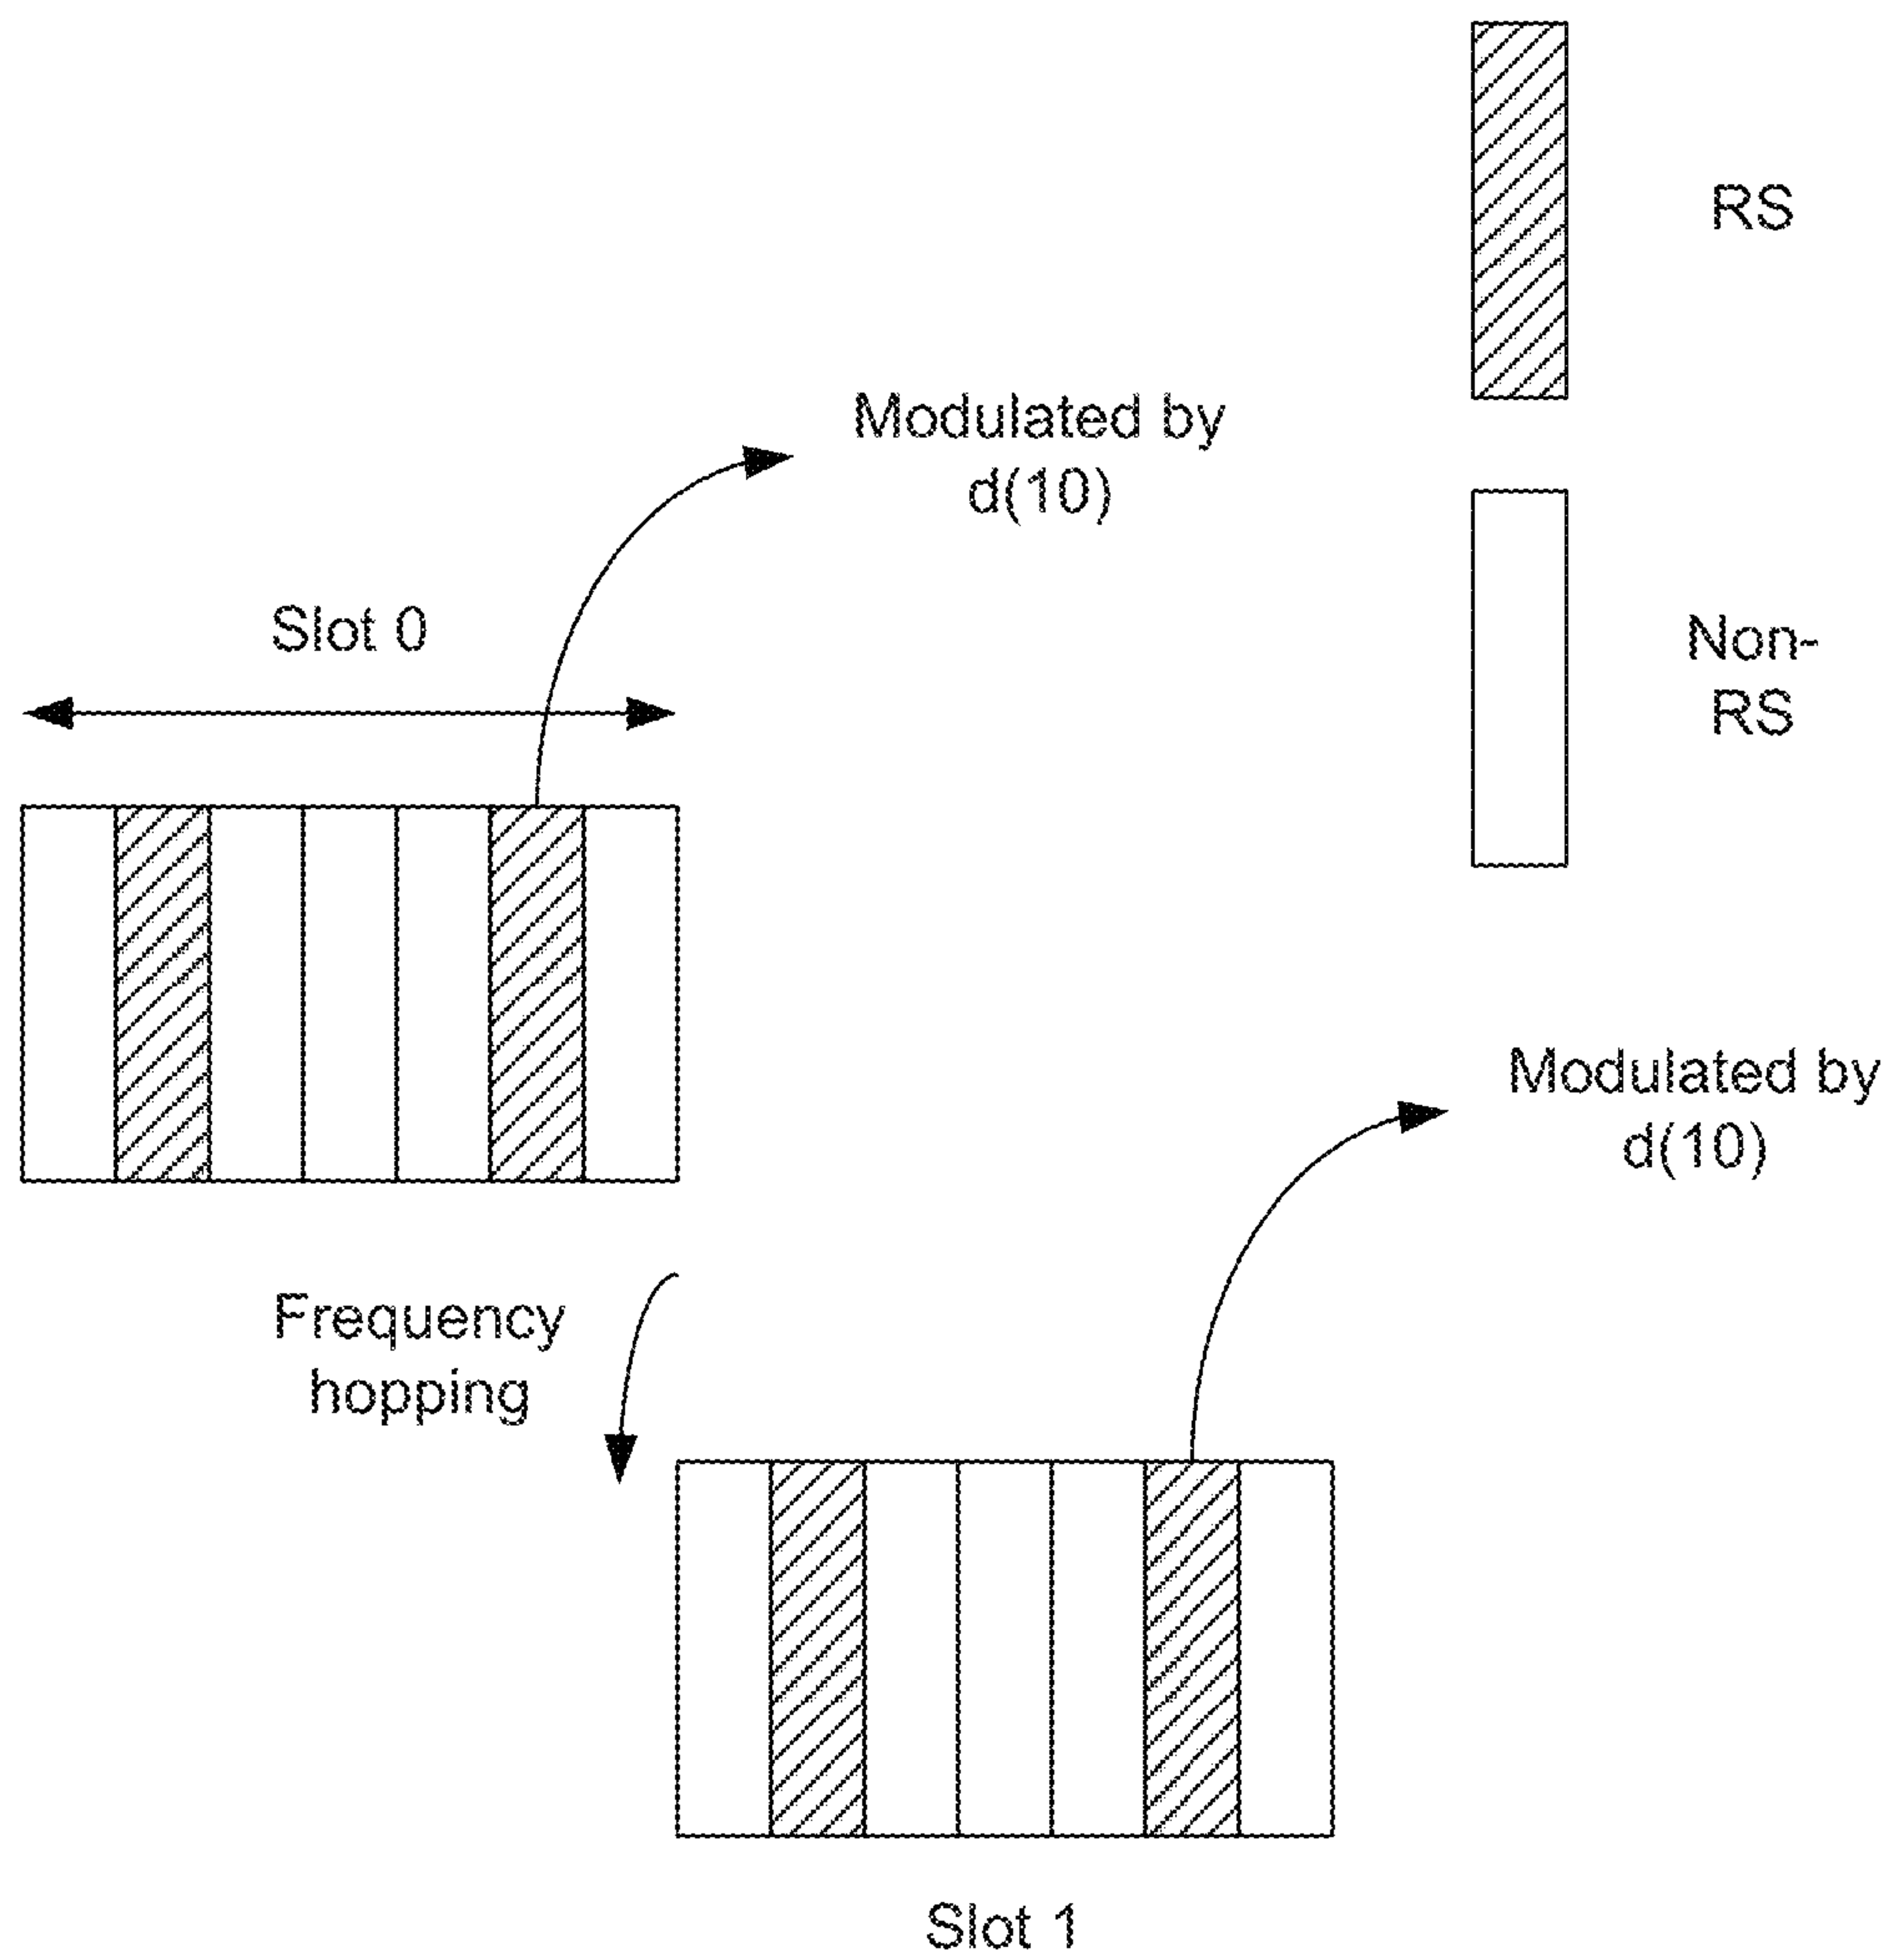 RS
Modulated by
d(10)
Slot 0
Non-
RS
Modulated by
d(10)
Frequency
hopping
Slot 1